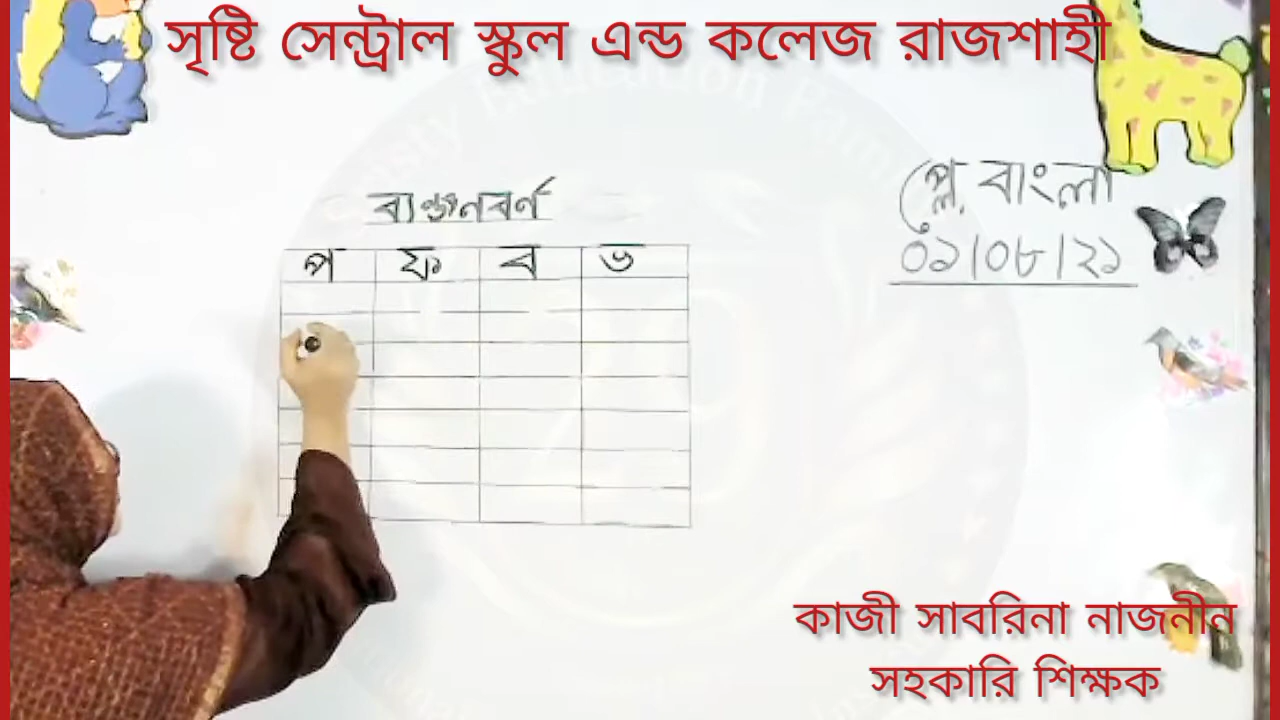 সৃষ্টি সেন্ট্রাল স্কুল এন্ড কলেজ রাজশাহী
প্লে, বাংলা
০১/০৮/২১
ব্যঞ্জনবর্ণ
প ফ ব ভ
কাজী সাবরিনা নাজনীন
সহকারি শিক্ষক